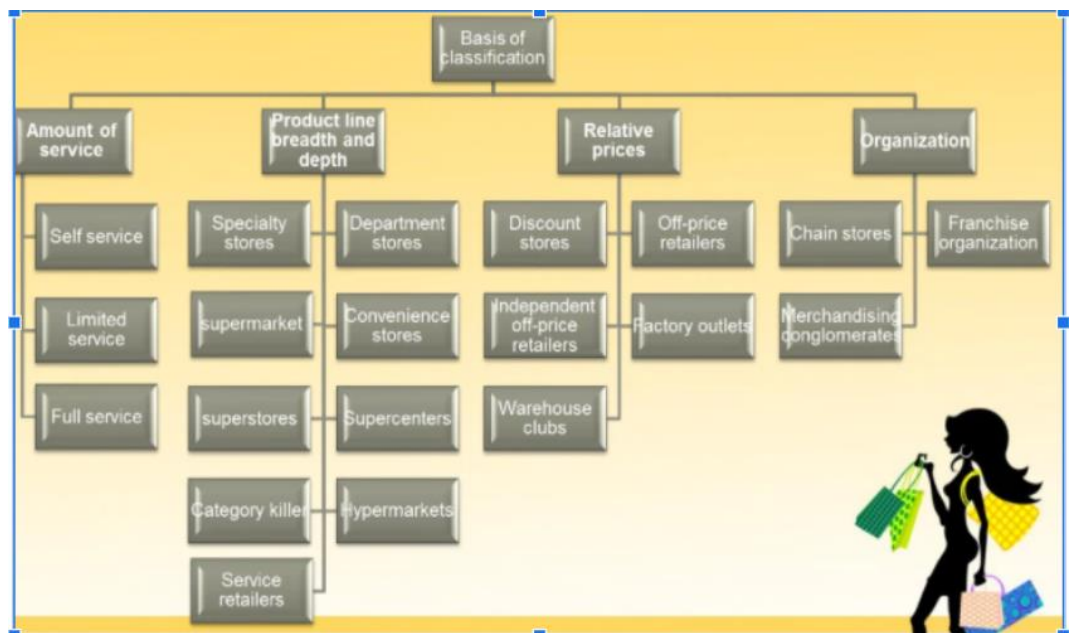 Basis of
classification
Amount of
service
Product line
breadth and
depth
Relative
prices
Organization
Self service
Limited
service
Full service
Specialty
stores
Department
stores
supermarket
Convenience
stores
superstores
Supercenters
Category killer
Hypermarkets
Service
retailers
Discount
stores
Off-price
retailers
Independent
off-price
retailers
Factory outlets
Warehouse
clubs
Chain stores
Franchise
organization
Merchandising
conglomerates